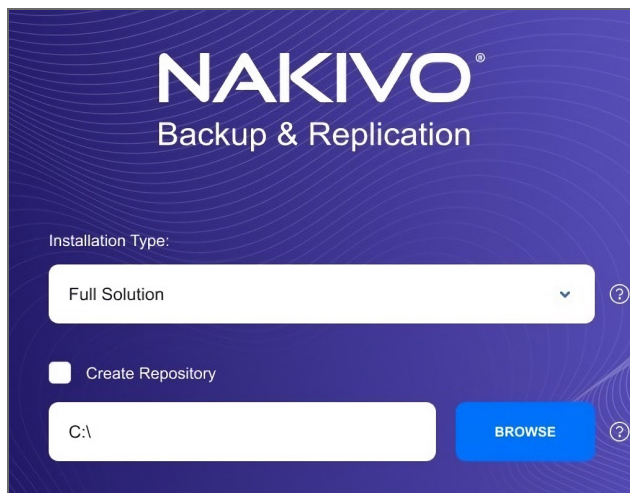 NAKIVO®
Backup & Replication
Installation Type:
Full Solution
?
Create Repository
C:\
BROWSE
?